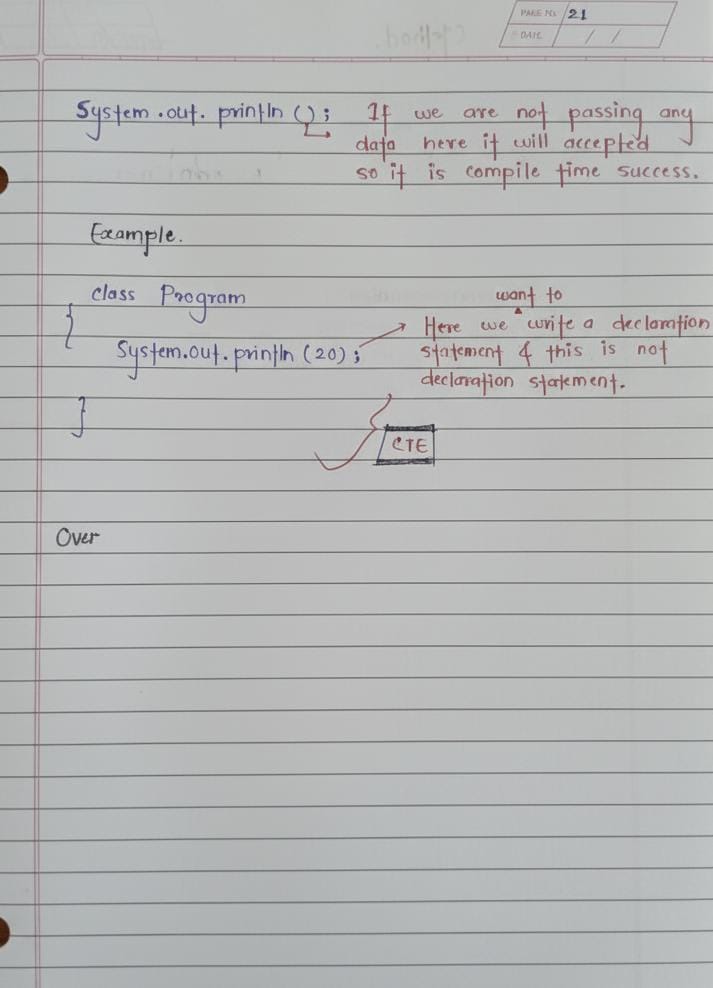 PAGE No. 21
DATE / /
System.out.println(); If we are not passing any
data here it will accepted
so it is compile time success.
Example.
class Program
want to
{ Here we ^ write a declaration
System.out.println(20); statement & this is not
declaration statement.
}
CTE
Over